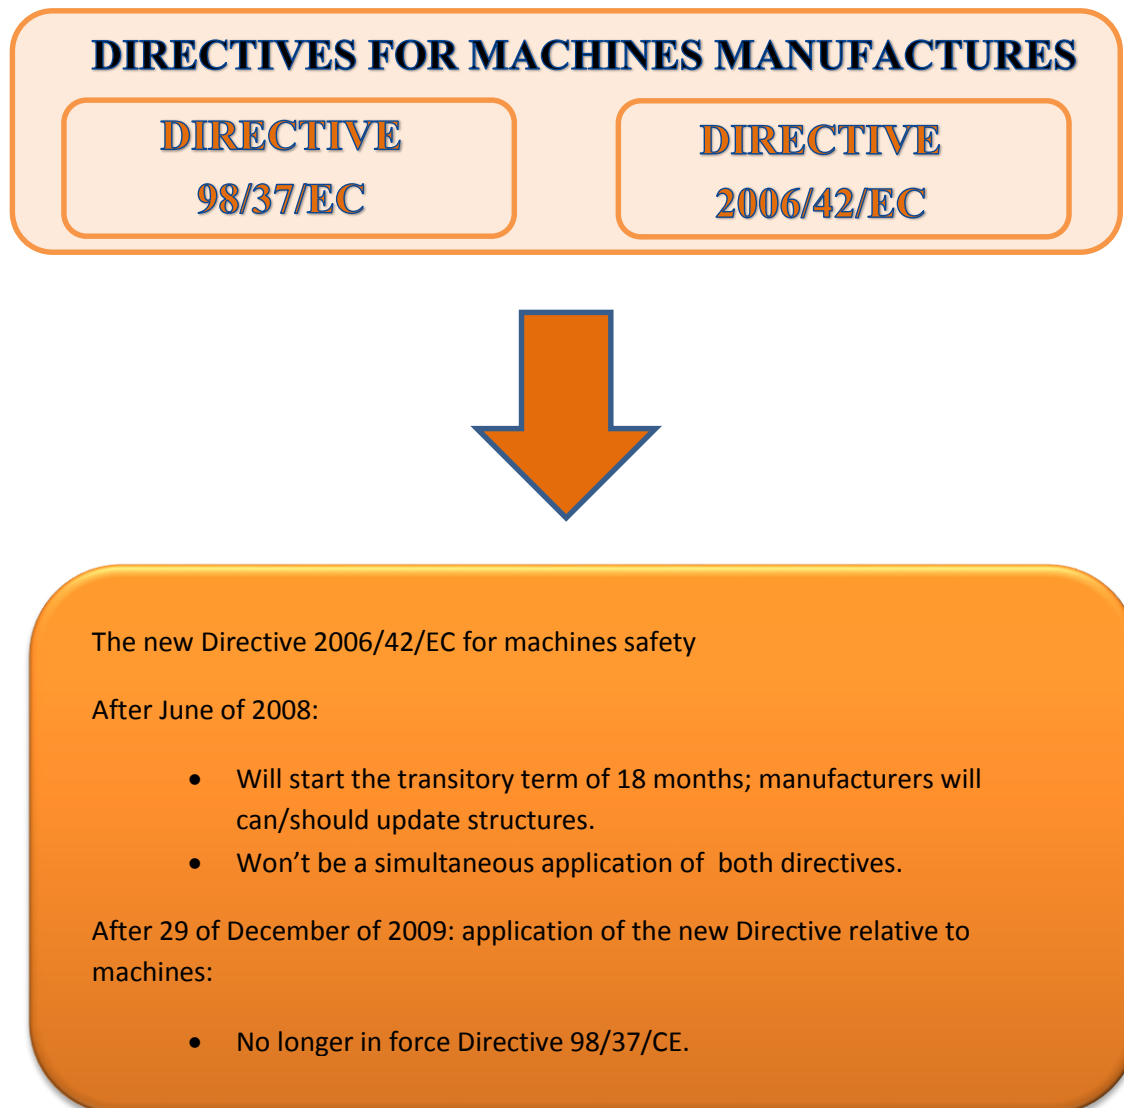 DIRECTIVES FOR MACHINES MANUFACTURES
DIRECTIVE
98/37/EC
DIRECTIVE
2006/42/EC
The new Directive 2006/42/EC for machines safety
After June of 2008:
• Will start the transitory term of 18 months; manufacturers will
can/should update structures.
• Won't be a simultaneous application of both directives.
After 29 of December of 2009: application of the new Directive relative to
machines:
• No longer in force Directive 98/37/CE.